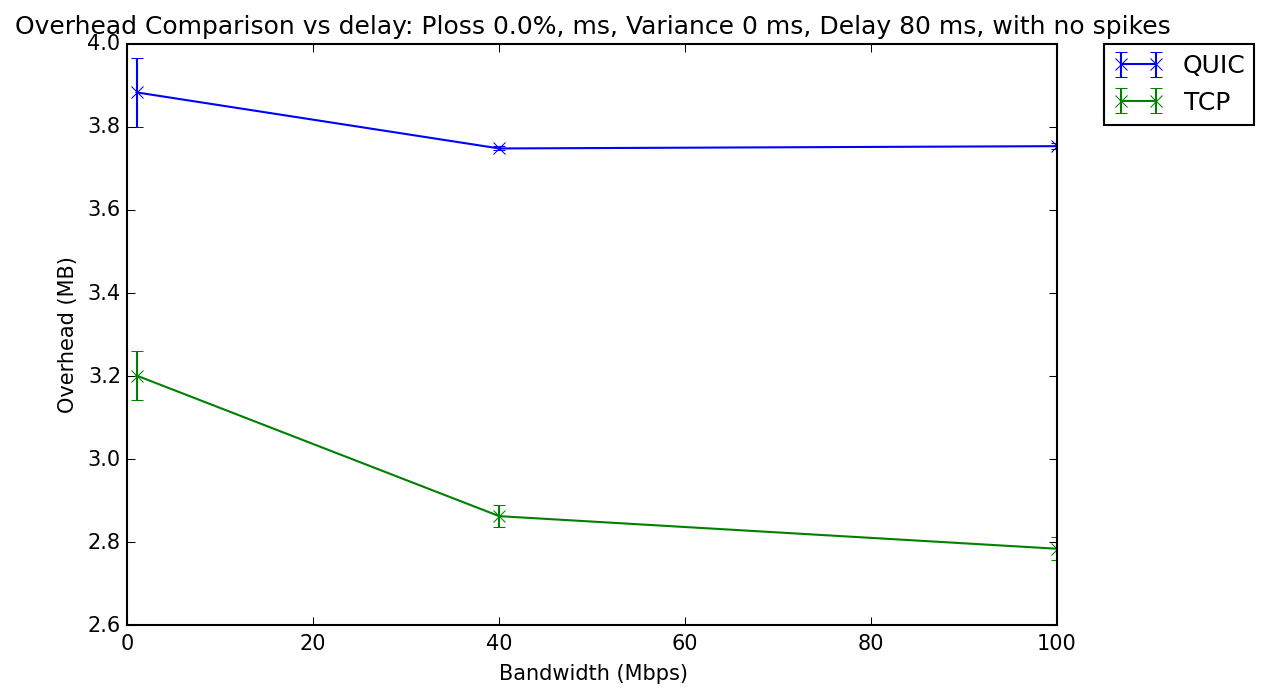 Overhead Comparison vs delay: Ploss 0.0%, ms, Variance 0 ms, Delay 80 ms, with no spikes
QUIC
TCP
4.0
3.8
3.6
3.4
3.2
3.0
2.8
2.6
Overhead (MB)
0 20 40 60 80 100
Bandwidth (Mbps)